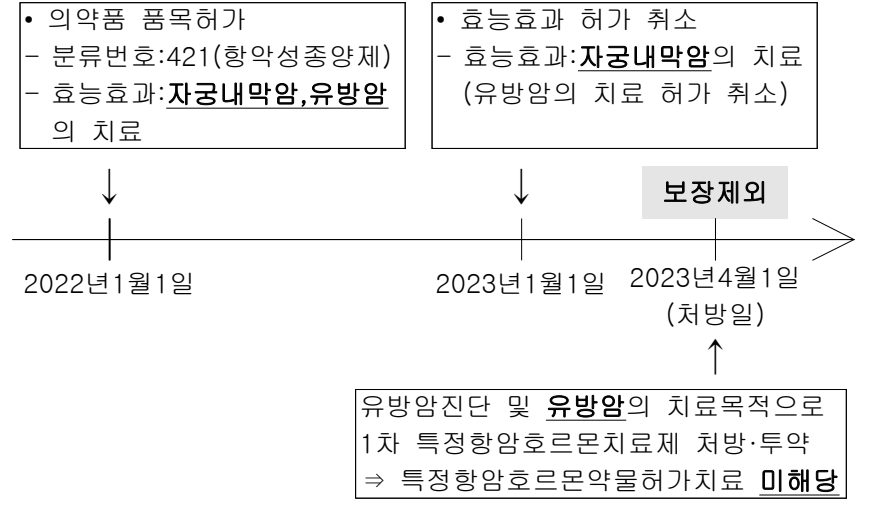 • 의약품 품목허가
- 분류번호:421(항악성종양제)
- 효능효과:자궁내막암,유방암
의 치료
• 효능효과 허가 취소
- 효능효과:자궁내막암의 치료
(유방암의 치료 허가 취소)
보장제외
2022년1월1일
2023년1월1일
2023년4월1일
(처방일)
유방암진단 및 유방암의 치료목적으로
1차 특정항암호르몬치료제 처방·투약
⇒ 특정항암호르몬약물허가치료 미해당